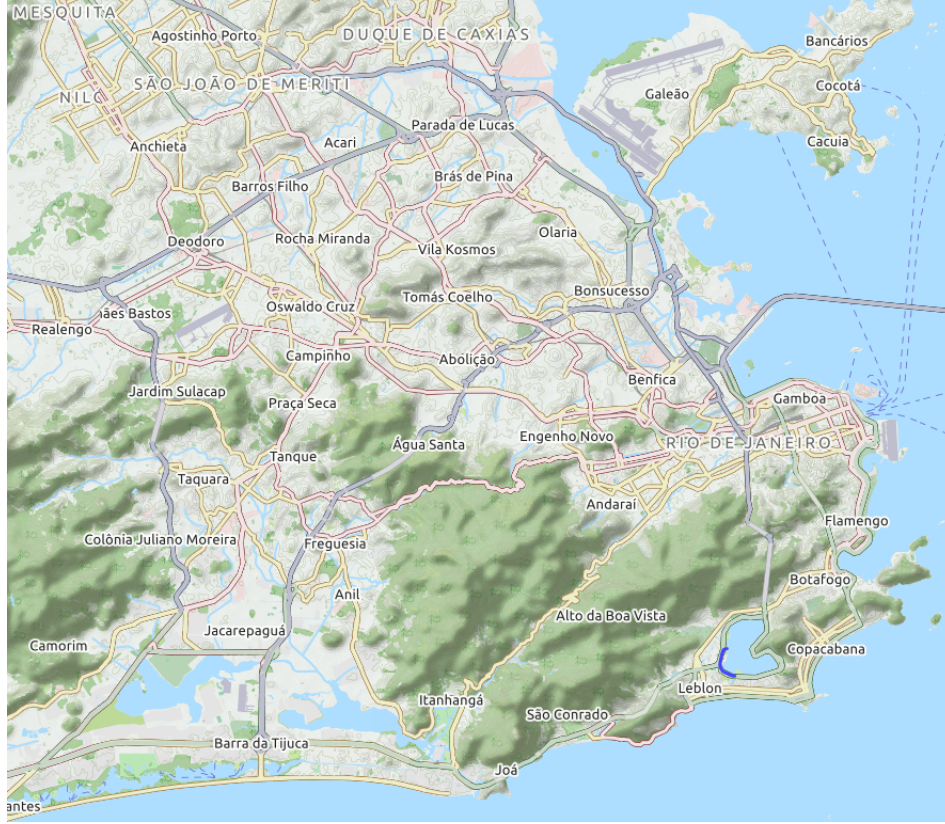 MESQUITA
Agostinho Porto
DUQUE DE CAXIAS
Bancários
SÃO JOÃO DE MERITI
Galeão
Cocotá
NILO
Parada de Lucas
Anchieta
Acari
Cacuia
Barros Filho
Brás de Pina
Deodoro
Rocha Miranda
Vila Kosmos
Olaria
Bonsucesso
Tomás Coelho
Oswaldo Cruz
ães Bastos
Realengo
Campinho
Abolição
Benfica
Jardim Sulacap
Praça Seca
Gamboa
Água Santa
Engenho Novo
RIO DE JANEIRO
Tanque
Taquara
Andaraí
Flamengo
Colônia Juliano Moreira
Freguesia
Anil
Botafogo
Alto da Boa Vista
Jacarepaguá
Camorim
Copacabana
Leblon
Itanhangá
São Conrado
Barra da Tijuca
Joá
antes